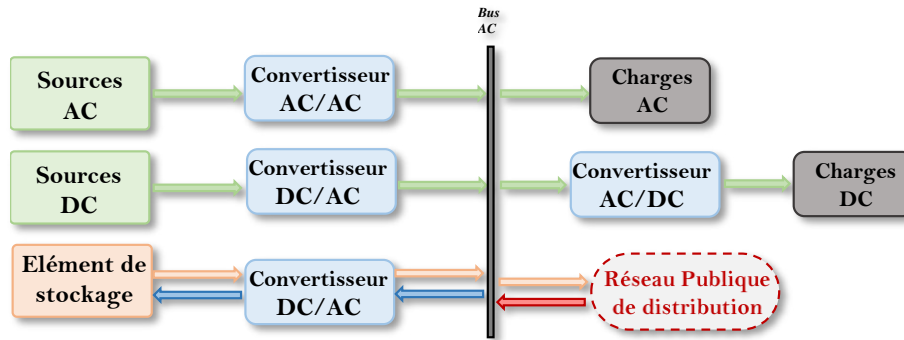 Bus
AC
Sources
AC
Convertisseur
AC/AC
Charges
AC
Sources
DC
Convertisseur
DC/AC
Convertisseur
AC/DC
Charges
DC
Elément de
stockage
Convertisseur
DC/AC
Réseau Publique
de distribution